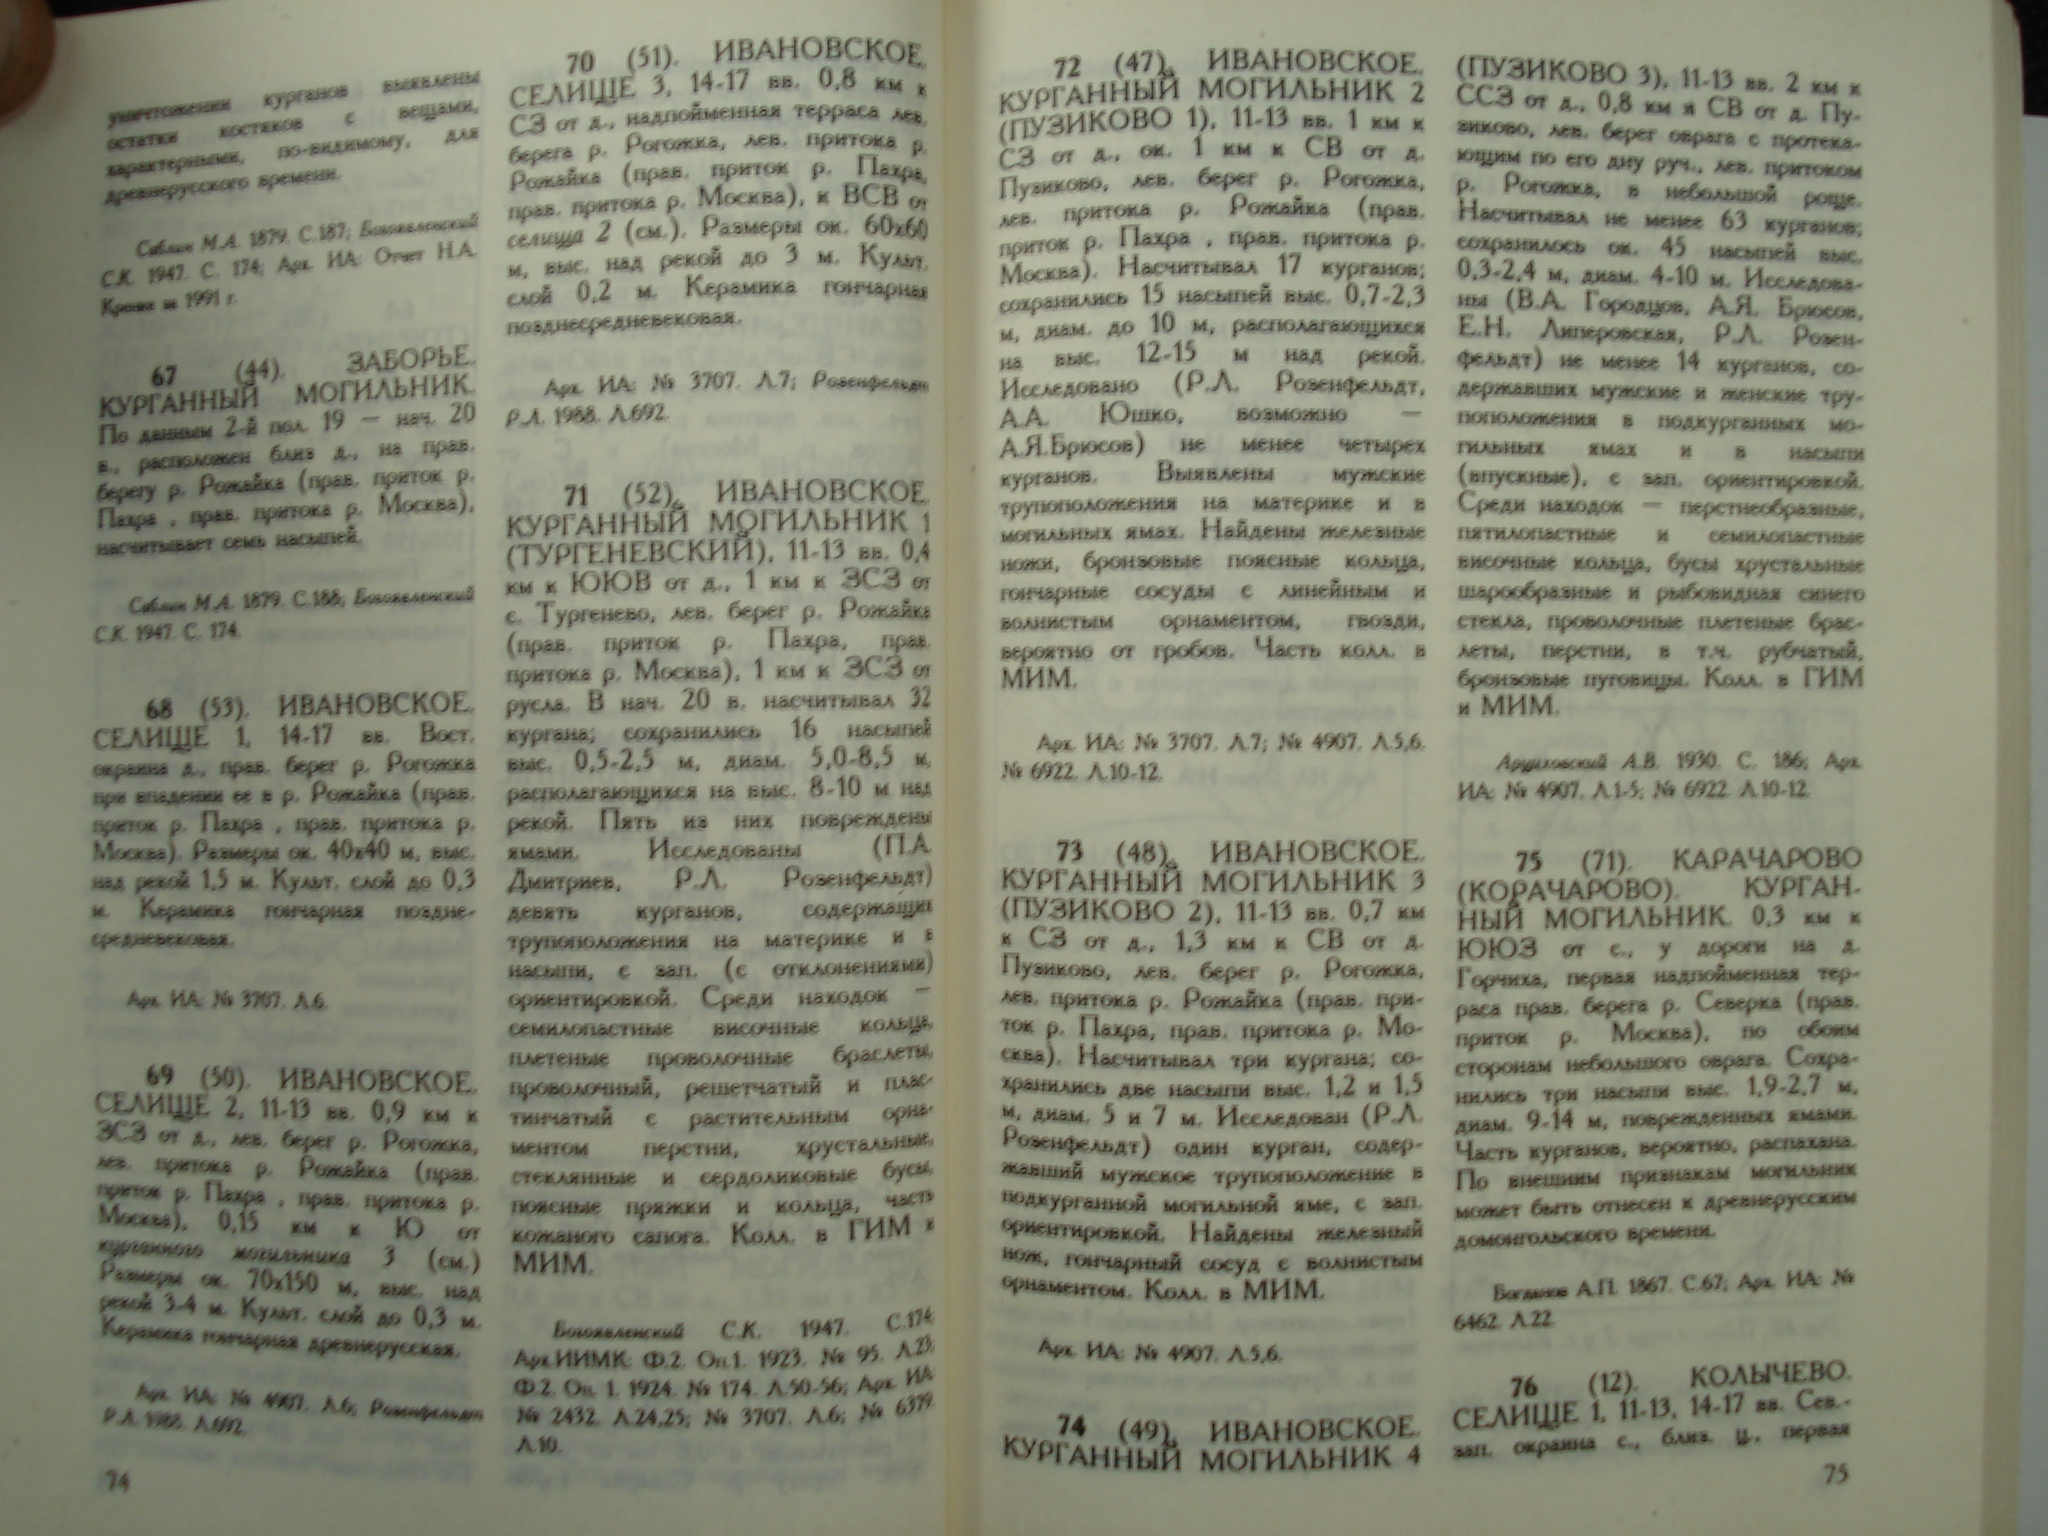 уничтожении курганов выявлены
остатки костяков с вещами,
характерными, по-видимому, для
древнерусского времени.
Саблин М.А. 1879. С.187; Богоявленский
С.К. 1947. С. 174; Арх. ИА: Отчет Н.А.
Кренке за 1991 г.
67 (44). ЗАБОРЬЕ.
КУРГАННЫЙ МОГИЛЬНИК.
По данным 2-й пол. 19 — нач. 20
в., расположен близ д., на прав.
берегу р. Рожайка (прав. приток р.
Пахра , прав. притока р. Москва),
насчитывает семь насыпей.
Саблин М.А. 1879. С.188; Богоявленский
С.К. 1947. С. 174.
68 (53). ИВАНОВСКОЕ.
СЕЛИЩЕ 1, 14-17 вв. Вост.
окраина д., прав. берег р. Рогожка
при впадении ее в р. Рожайка (прав.
приток р. Пахра , прав. притока р.
Москва). Размеры ок. 40х40 м, выс.
над рекой 1,5 м. Культ. слой до 0,3
м. Керамика гончарная поздне-
средневековая.
Арх. ИА: № 3707. Л.6.
69 (50). ИВАНОВСКОЕ.
СЕЛИЩЕ 2, 11-13 вв. 0,9 км к
ЗСЗ от д., лев. берег р. Рогожка,
лев. притока р. Рожайка (прав.
приток р. Пахра , прав. притока р.
Москва), 0,15 км к Ю от
курганного могильника 3 (см.)
Размеры ок. 70х150 м, выс. над
рекой 3-4 м. Культ. слой до 0,3 м.
Керамика гончарная древнерусская.
Арх. ИА: № 4907. Л.6; Розенфельдт
Р.Л. 1988. Л.692.
74
70 (51). ИВАНОВСКОЕ.
СЕЛИЩЕ 3, 14-17 вв. 0,8 км к
СЗ от д., надпойменная терраса лев.
берега р. Рогожка, лев. притока р.
Рожайка (прав. приток р. Пахра,
прав. притока р. Москва), к ВСВ от
селища 2 (см.). Размеры ок. 60х60
м, выс. над рекой до 3 м. Культ.
слой 0,2 м. Керамика гончарная
позднесредневековая.
Арх. ИА: № 3707. Л.7; Розенфельдт
Р.Л. 1988. Л.692.
71 (52). ИВАНОВСКОЕ.
КУРГАННЫЙ МОГИЛЬНИК 1
(ТУРГЕНЕВСКИЙ), 11-13 вв. 0,4
км к ЮЮВ от д., 1 км к ЗСЗ от
с. Тургенево, лев. берег р. Рожайка
(прав. приток р. Пахра, прав.
притока р. Москва), 1 км к ЗСЗ от
русла. В нач. 20 в. насчитывал 32
кургана; сохранились 16 насыпей
выс. 0,5-2,5 м, диам. 5,0-8,5 м,
располагающихся на выс. 8-10 м над
рекой. Пять из них повреждены
ямами. Исследованы (П.А.
Дмитриев, Р.Л. Розенфельдт)
девять курганов, содержащих
трупоположения на материке и в
насыпи, с зап. (с отклонениями)
ориентировкой. Среди находок —
семилопастные височные кольца,
плетеные проволочные браслеты,
проволочный, решетчатый и плас-
тинчатый с растительным орна-
ментом перстни, хрустальные,
стеклянные и сердоликовые бусы,
поясные пряжки и кольца, часть
кожаного сапога. Колл. в ГИМ и
МИМ.
Богоявленский С.К. 1947. С.174;
Арх.ИИМК: Ф.2. Оп.1. 1923. № 95. Л.23;
Ф.2. Оп. 1. 1924. № 174. Л.50-56; Арх. ИА:
№ 2432. Л.24,25; № 3707. Л.6; № 6379.
Л.10.
72 (47). ИВАНОВСКОЕ.
КУРГАННЫЙ МОГИЛЬНИК 2
(ПУЗИКОВО 1), 11-13 вв. 1 км к
СЗ от д., ок. 1 км к СВ от д.
Пузиково, лев. берег р. Рогожка,
лев. притока р. Рожайка (прав.
приток р. Пахра , прав. притока р.
Москва). Насчитывал 17 курганов;
сохранились 15 насыпей выс. 0,7-2,3
м, диам. до 10 м, располагающихся
на выс. 12-15 м над рекой.
Исследовано (Р.Л. Розенфельдт,
А.А. Юшко, возможно —
А.Я.Брюсов) не менее четырех
курганов. Выявлены мужские
трупоположения на материке и в
могильных ямах. Найдены железные
ножи, бронзовые поясные кольца,
гончарные сосуды с линейным и
волнистым орнаментом, гвозди,
вероятно от гробов. Часть колл. в
МИМ.
Арх. ИА: № 3707. Л.7; № 4907. Л.5,6.
№ 6922. Л.10-12.
73 (48). ИВАНОВСКОЕ.
КУРГАННЫЙ МОГИЛЬНИК 3
(ПУЗИКОВО 2), 11-13 вв. 0,7 км
к СЗ от д., 1,3 км к СВ от д.
Пузиково, лев. берег р. Рогожка,
лев. притока р. Рожайка (прав. при-
ток р. Пахра, прав. притока р. Мо-
сква). Насчитывал три кургана; со-
хранились две насыпи выс. 1,2 и 1,5
м, диам. 5 и 7 м. Исследован (Р.Л.
Розенфельдт) один курган, содер-
жавший мужское трупоположение в
подкурганной могильной яме, с зап.
ориентировкой. Найдены железный
нож, гончарный сосуд с волнистым
орнаментом. Колл. в МИМ.
Арх. ИА: № 4907. Л.5,6.
74 (49). ИВАНОВСКОЕ.
КУРГАННЫЙ МОГИЛЬНИК 4
(ПУЗИКОВО 3), 11-13 вв. 2 км к
ССЗ от д., 0,8 км я СВ от д. Пу-
зиково, лев. берег оврага с протека-
ющим по его дну руч., лев. притоком
р. Рогожка, в небольшой роще.
Насчитывал не менее 63 курганов;
сохранилось ок. 45 насыпей выс.
0,3-2,4 м, диам. 4-10 м. Исследова-
ны (В.А. Городцов, А.Я. Брюсов,
Е.Н. Липеровская, Р.Л. Розен-
фельдт) не менее 14 курганов, со-
державших мужские и женские тру-
поположения в подкурганных мо-
гильных ямах и в насыпи
(впускные), с зап. ориентировкой.
Среди находок — перстнеобразные,
пятилопастные и семилопастные
височные кольца, бусы хрустальные
шарообразные и рыбовидная синего
стекла, проволочные плетеные брас-
леты, перстни, в т.ч. рубчатый,
бронзовые пуговицы. Колл. в ГИМ
и МИМ.
Арциховский А.В. 1930. С. 186; Арх.
ИА: № 4907. Л.1-5; № 6922. Л.10-12.
75 (71). КАРАЧАРОВО
(КОРАЧАРОВО). КУРГАН-
НЫЙ МОГИЛЬНИК. 0,3 км к
ЮЮЗ от с., у дороги на д.
Горчиха, первая надпойменная тер-
раса прав. берега р. Северка (прав.
приток р. Москва), по обоим
сторонам небольшого оврага. Сохра-
нились три насыпи выс. 1,9-2,7 м,
диам. 9-14 м, поврежденных ямами.
Часть курганов, вероятно, распахана.
По внешним признакам могильник
может быть отнесен к древнерусским
домонгольского времени.
Богданов А.П. 1867. С.67; Арх. ИА: №
6462. Л.22.
76 (12). КОЛЫЧЕВО.
СЕЛИЩЕ 1, 11-13, 14-17 вв. Сев.-
зап. окраина с., близ. ц., первая
75